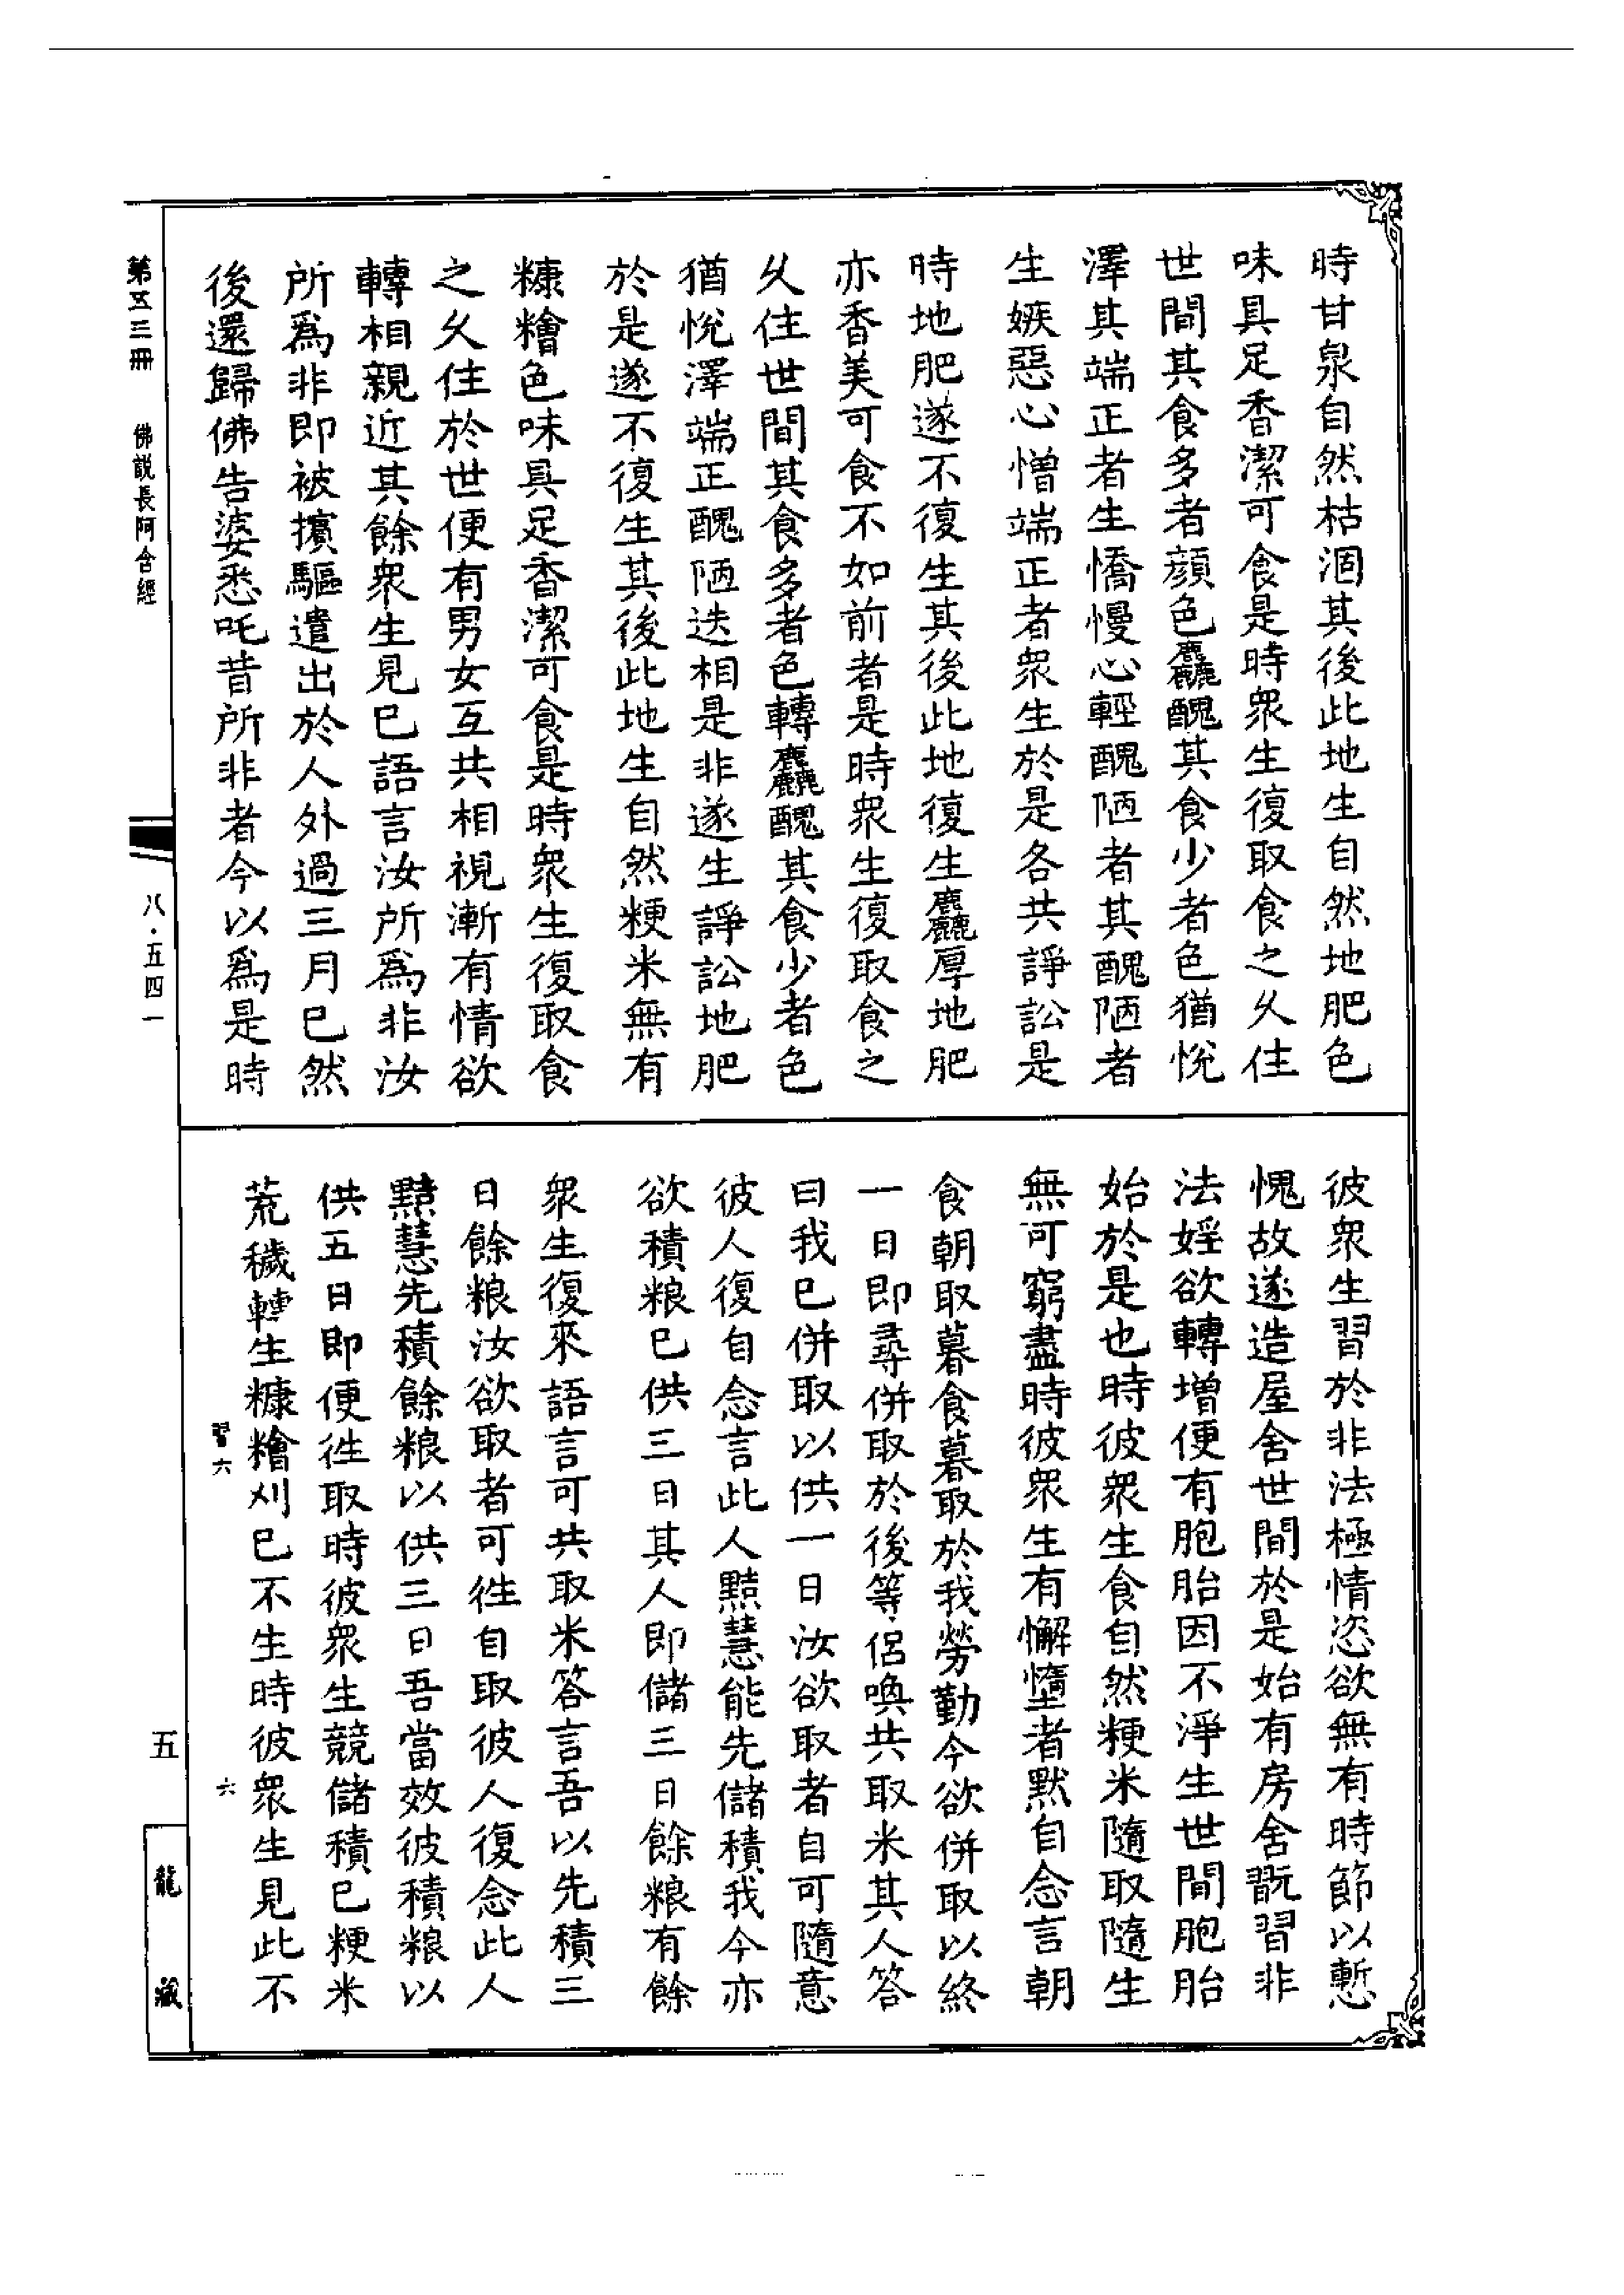 時甘泉自然枯涸其後此地生自然地肥色
味具足香潔可食是時衆生復取食之乆住
世間其食多者顔色麤醜其食少者色猶恱
澤其端正者生憍慢心輕醜陋者其醜陋者
生嫉惡心憎端正者衆生於是各共諍訟是
時地肥遂不復生其後此地復生麤厚地肥
亦香美可食不如前者是時衆生復取食之
乆住世間其食多者色轉麤醜其食少者色
猶恱澤端正醜陋迭相是非遂生諍訟地肥
於是遂不復生其後此地生自然粳米無有
糠糩色味具足香潔可食是時衆生復取食
之乆住於世便有男女互共相視漸有情欲
轉相親近其餘衆生見巳語言汝所爲非汝
所爲非即被擯驅遣出於人外過三月巳然
後還歸佛告婆悉吒昔所非者今以爲是時
彼衆生習於非法極情恣欲無有時節以慙
愧故遂造屋舍世間於是始有房舍翫習非
法婬欲轉增便有胞胎因不淨生世間胞胎
始於是也時彼衆生食自然粳米隨取隨生
無可窮盡時彼衆生有懈墮者默自念言朝
食朝取暮食暮取於我勞勤今欲併取以終
一日即尋併取於後等侶喚共取米其人答
曰我巳併取以供一日汝欲取者自可隨意
彼人復自念言此人黠慧能先儲積我今亦
欲積粮巳供三日其人即儲三日餘粮有餘
衆生復來語言可共取米答言吾以先積三
日餘粮汝欲取者可徃自取彼人復念此人
黠慧先積餘粮以供三日吾當效彼積粮以
供五日即便徃取時彼衆生競儲積巳粳米
荒穢轉生糠糩刈巳不生時彼衆生見此不
習六
六
第五三冊
佛説長阿含經
八·五四一
五
龍藏